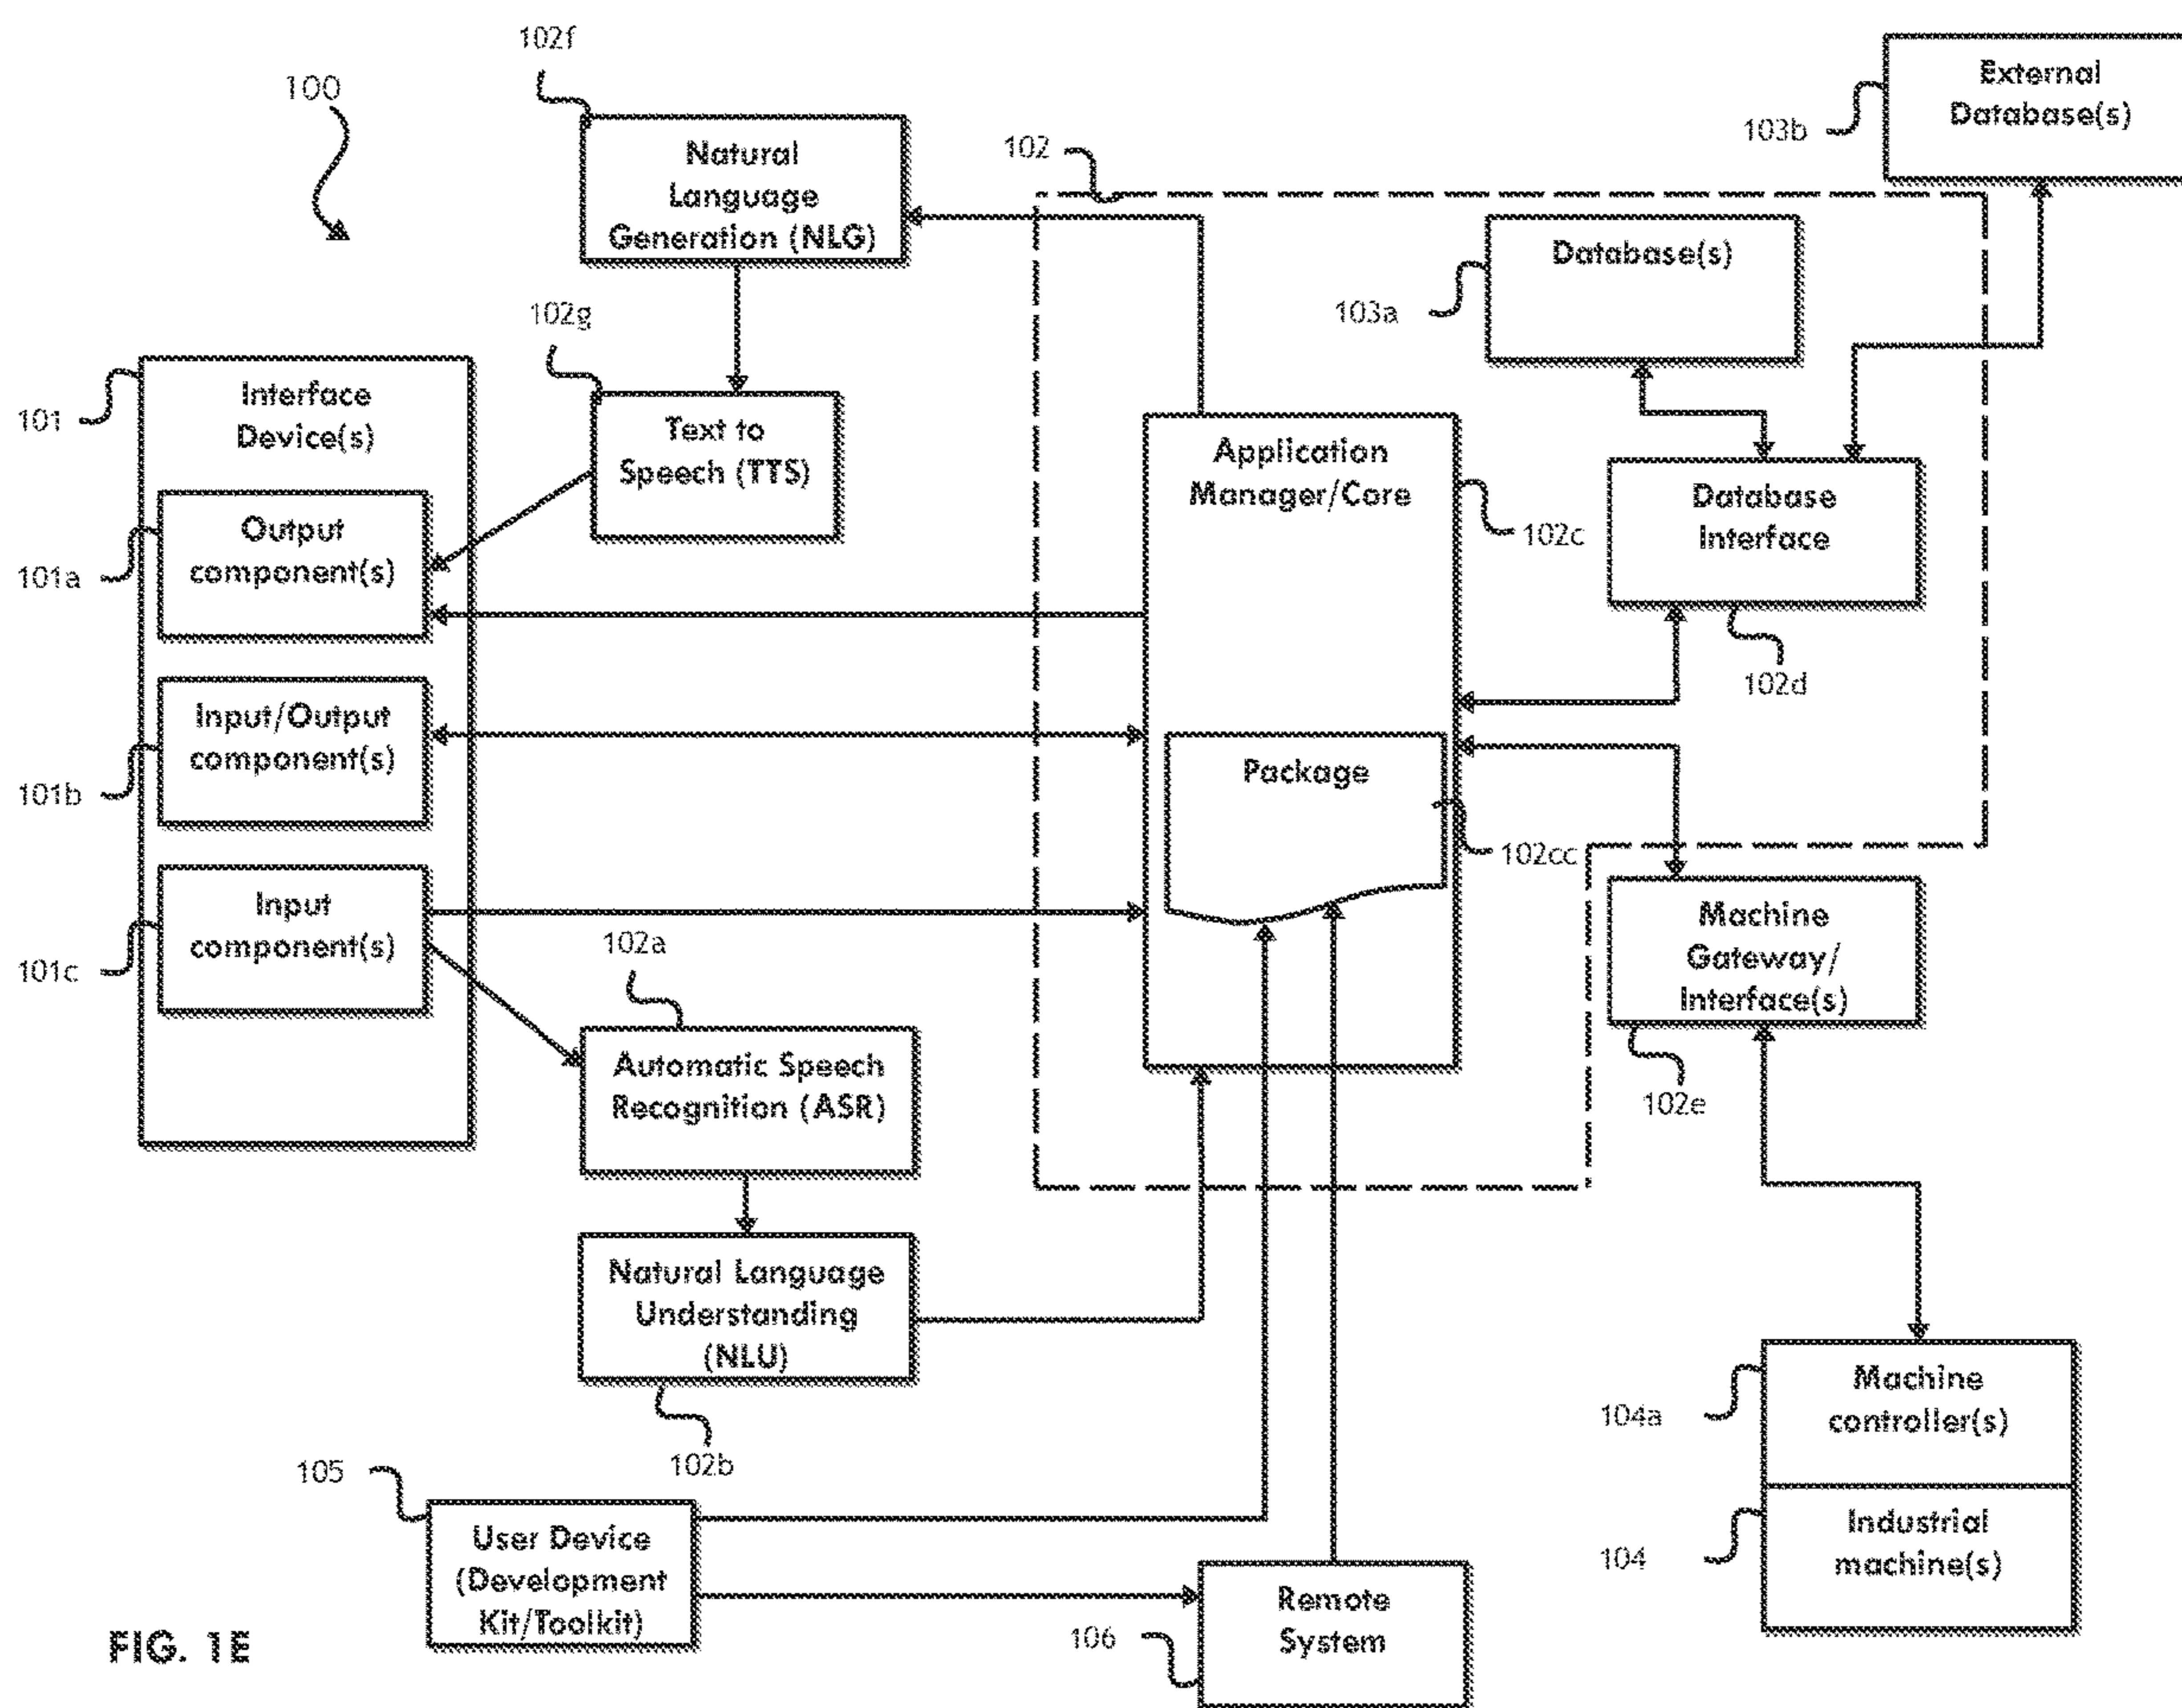 102f
100
Natural
Language
Generation (NLG)
102
External
Database(s)
103b
Database(s)
103a
102g
Text to
Speech (TTS)
101
Interface
Device(s)
Output
component(s)
101a
Application
Manager/Core
102c
Database
Interface
102d
Input/Output
component(s)
101b
Package
102cc
Input
component(s)
101c
102a
Automatic Speech
Recognition (ASR)
Machine
Gateway/
Interface(s)
102e
Natural Language
Understanding
(NLU)
102b
Machine
controller(s)
104a
Industrial
machine(s)
104
105
User Device
(Development
Kit/Toolkit)
Remote
System
106
FIG. 1E